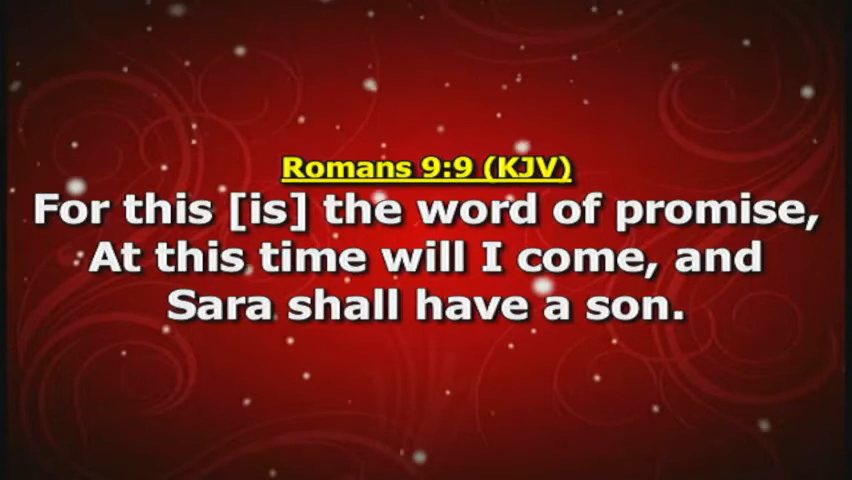 Romans 9:9 (KJV)
For this [is] the word of promise,
At this time will I come, and
Sara shall have a son.